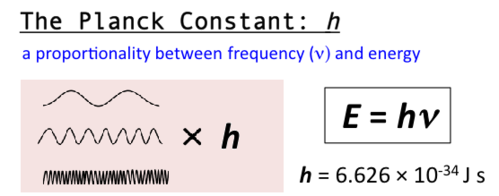 The Planck Constant: h
a proportionality between frequency (ν) and energy
× h
E = hν
h = 6.626 × 10⁻³⁴ J s